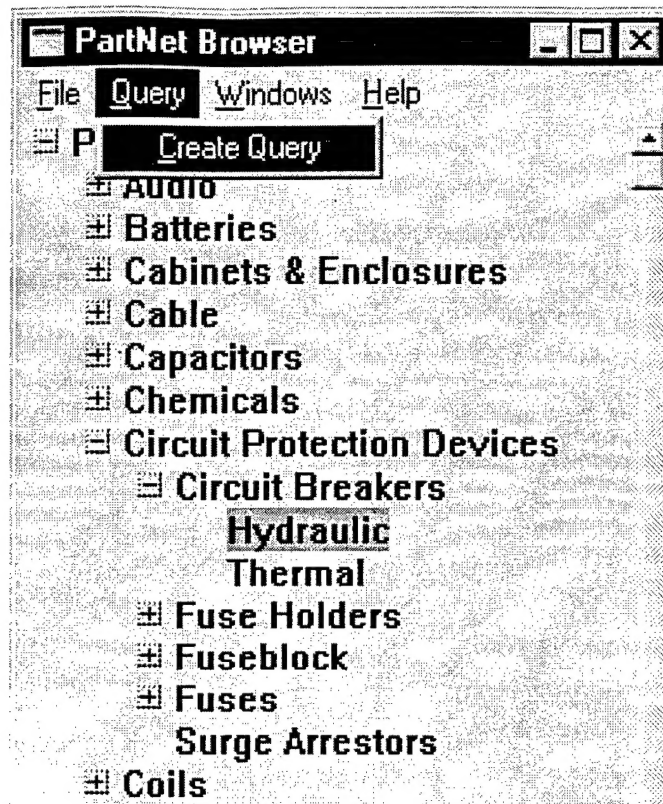 PartNet Browser
File Query Windows Help
P
Create Query
Audio
Batteries
Cabinets & Enclosures
Cable
Capacitors
Chemicals
Circuit Protection Devices
Circuit Breakers
Hydraulic
Thermal
Fuse Holders
Fuseblock
Fuses
Surge Arrestors
Coils